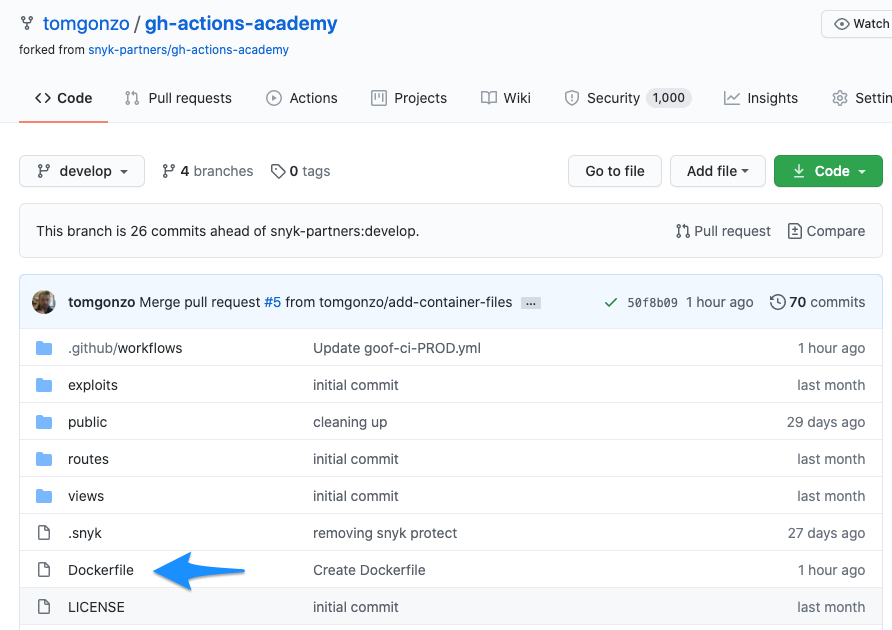 tomgonzo / gh-actions-academy
Watch
forked from snyk-partners/gh-actions-academy
Code Pull requests Actions Projects Wiki Security 1,000 Insights Settin
develop 4 branches 0 tags Go to file Add file Code
This branch is 26 commits ahead of snyk-partners:develop. Pull request Compare
tomgonzo Merge pull request #5 from tomgonzo/add-container-files ... 50f8b09 1 hour ago 70 commits
.github/workflows Update goof-ci-PROD.yml 1 hour ago
exploits initial commit last month
public cleaning up 29 days ago
routes initial commit last month
views initial commit last month
.snyk removing snyk protect 27 days ago
Dockerfile Create Dockerfile 1 hour ago
LICENSE initial commit last month